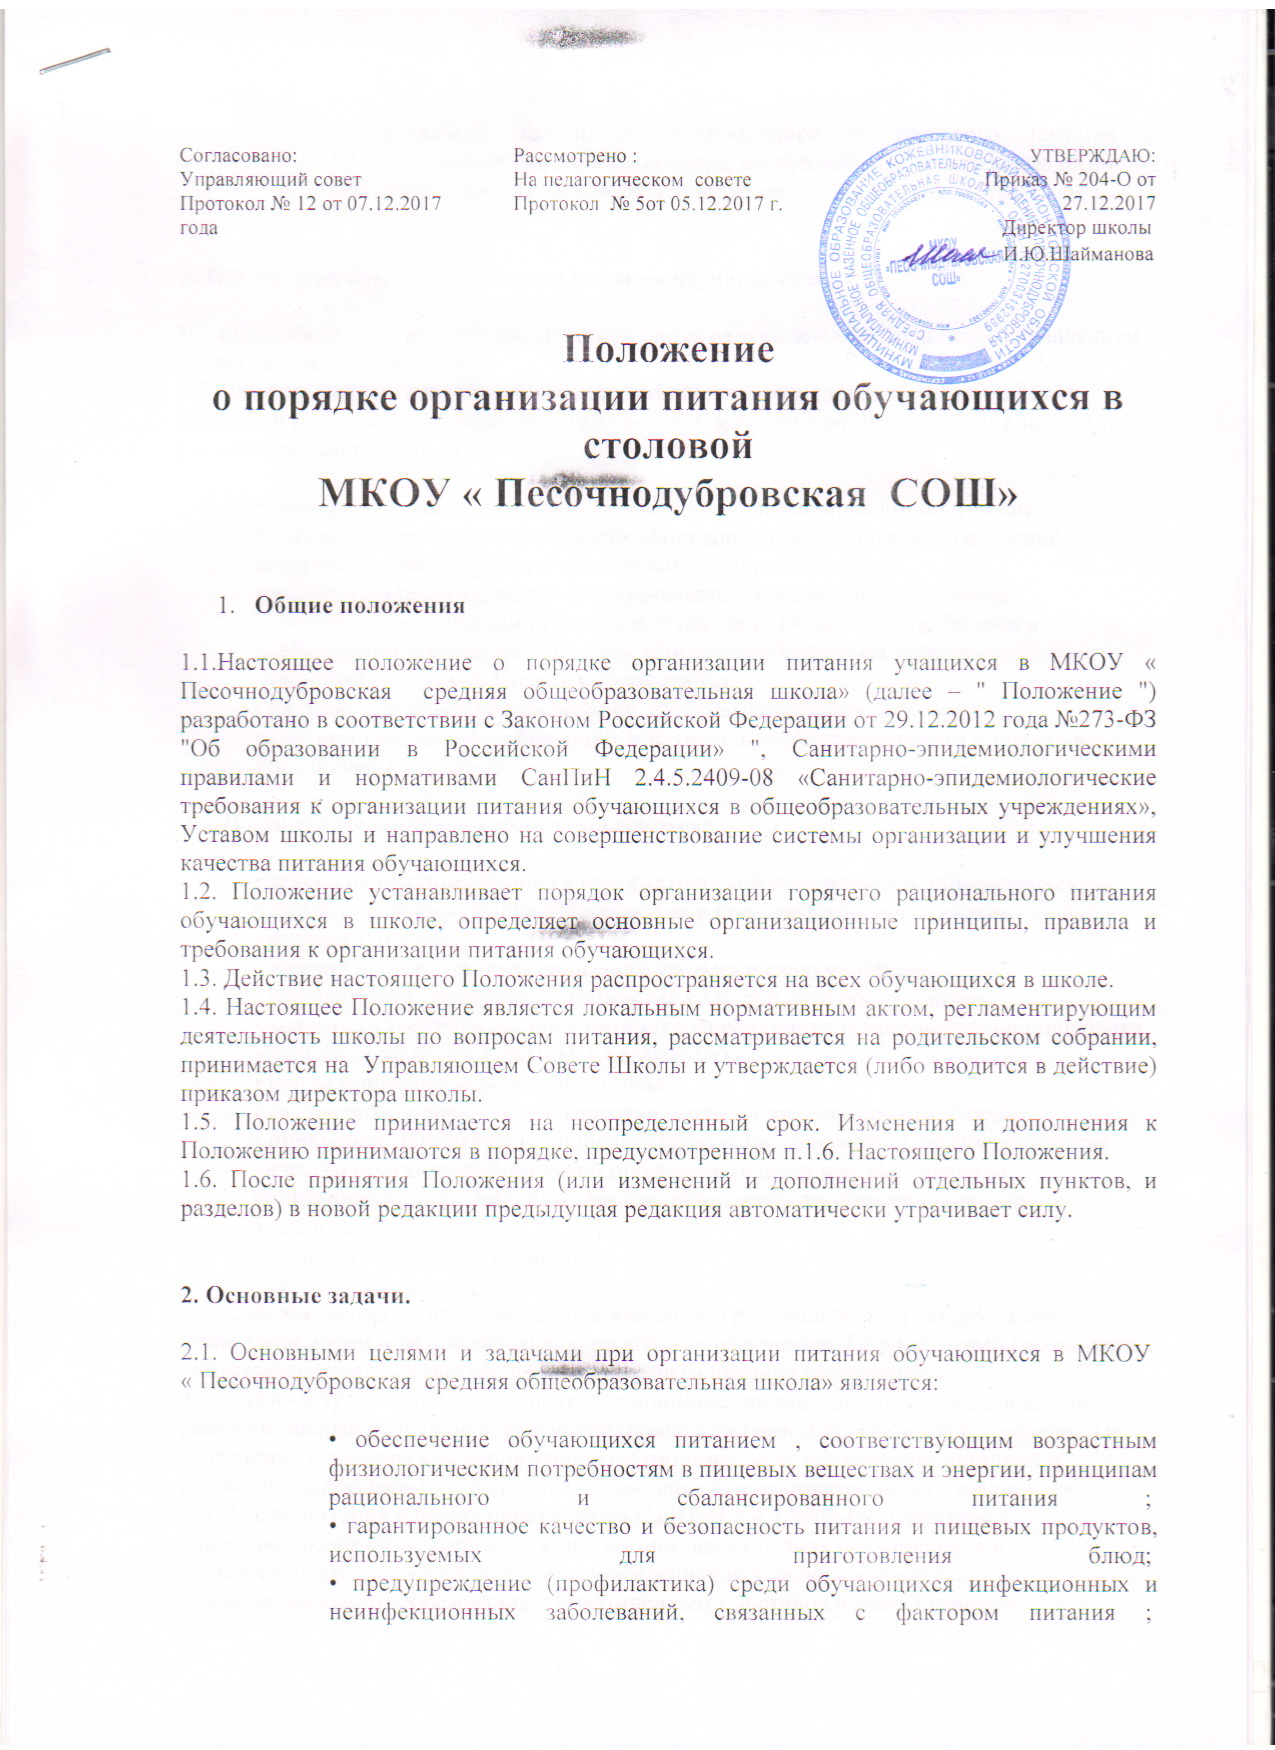 Согласовано:
Управляющий совет
Протокол № 12 от 07.12.2017
года
Рассмотрено :
На педагогическом совете
Протокол № 5от 05.12.2017 г.
УТВЕРЖДАЮ:
Приказ № 204-О от
27.12.2017
Директор школы
И.Ю.Шайманова
МКОУ
СОШ»
Положение
о порядке организации питания обучающихся в
столовой
МКОУ « Песочнодубровская СОШ»
1. Общие положения
1.1.Настоящее положение о порядке организации питания учащихся в МКОУ «
Песочнодубровская средняя общеобразовательная школа» (далее – " Положение ")
разработано в соответствии с Законом Российской Федерации от 29.12.2012 года №273-ФЗ
"Об образовании в Российской Федерации» ", Санитарно-эпидемиологическими
правилами и нормативами СанПиН 2.4.5.2409-08 «Санитарно-эпидемиологические
требования к организации питания обучающихся в общеобразовательных учреждениях»,
Уставом школы и направлено на совершенствование системы организации и улучшения
качества питания обучающихся.
1.2. Положение устанавливает порядок организации горячего рационального питания
обучающихся в школе, определяет основные организационные принципы, правила и
требования к организации питания обучающихся.
1.3. Действие настоящего Положения распространяется на всех обучающихся в школе.
1.4. Настоящее Положение является локальным нормативным актом, регламентирующим
деятельность школы по вопросам питания, рассматривается на родительском собрании,
принимается на Управляющем Совете Школы и утверждается (либо вводится в действие)
приказом директора школы.
1.5. Положение принимается на неопределенный срок. Изменения и дополнения к
Положению принимаются в порядке, предусмотренном п.1.6. Настоящего Положения.
1.6. После принятия Положения (или изменений и дополнений отдельных пунктов, и
разделов) в новой редакции предыдущая редакция автоматически утрачивает силу.
2. Основные задачи.
2.1. Основными целями и задачами при организации питания обучающихся в МКОУ
« Песочнодубровская средняя общеобразовательная школа» является:
• обеспечение обучающихся питанием , соответствующим возрастным
физиологическим потребностям в пищевых веществах и энергии, принципам
рационального и сбалансированного питания ;
• гарантированное качество и безопасность питания и пищевых продуктов,
используемых для приготовления блюд;
• предупреждение (профилактика) среди обучающихся инфекционных и
неинфекционных заболеваний, связанных с фактором питания ;